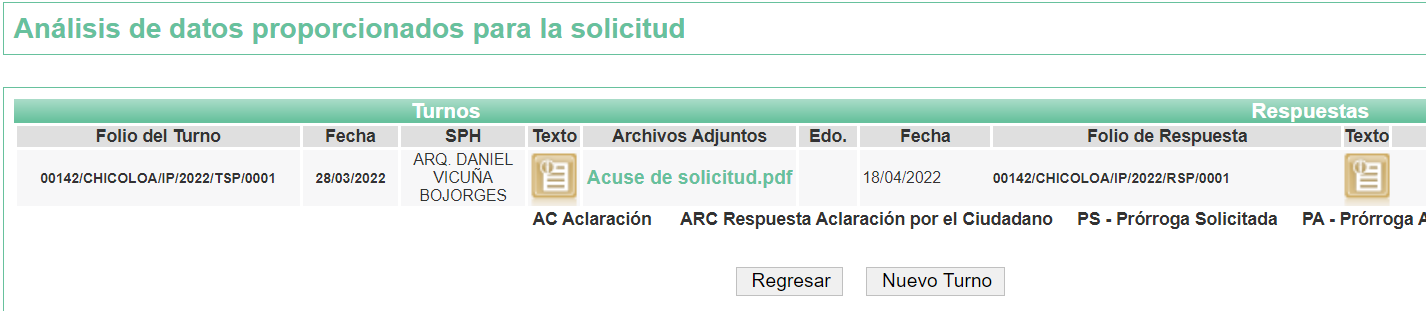 Análisis de datos proporcionados para la solicitud
Turnos Respuestas
Folio del Turno Fecha SPH Texto Archivos Adjuntos Edo. Fecha Folio de Respuesta Texto
00142/CHICOLOA/IP/2022/TSP/0001 28/03/2022 ARQ. DANIEL VICUÑA BOJORGES Acuse de solicitud.pdf 18/04/2022 00142/CHICOLOA/IP/2022/RSP/0001
AC Aclaración ARC Respuesta Aclaración por el Ciudadano PS - Prórroga Solicitada PA - Prórroga A
Regresar Nuevo Turno